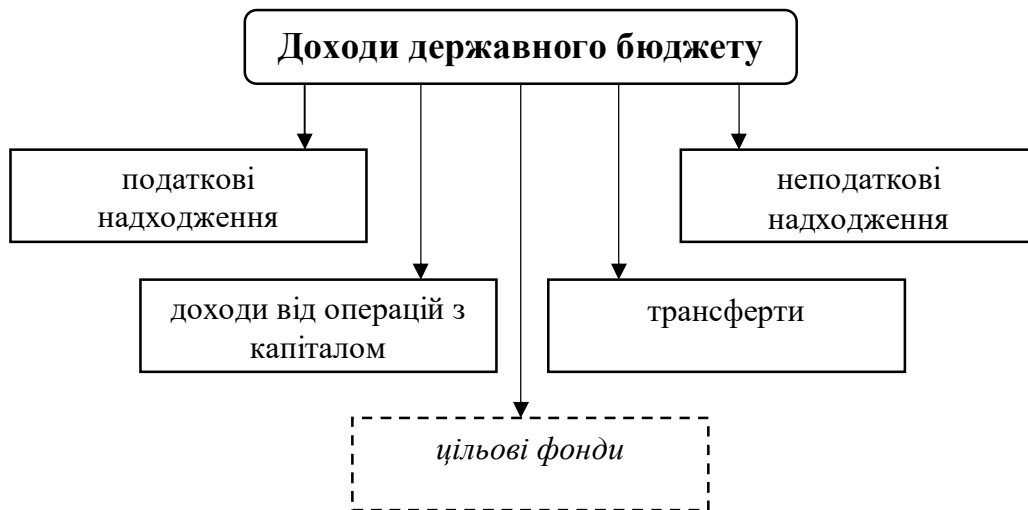 Доходи державного бюджету
податкові
надходження
неподаткові
надходження
доходи від операцій з
капіталом
трансферти
цільові фонди